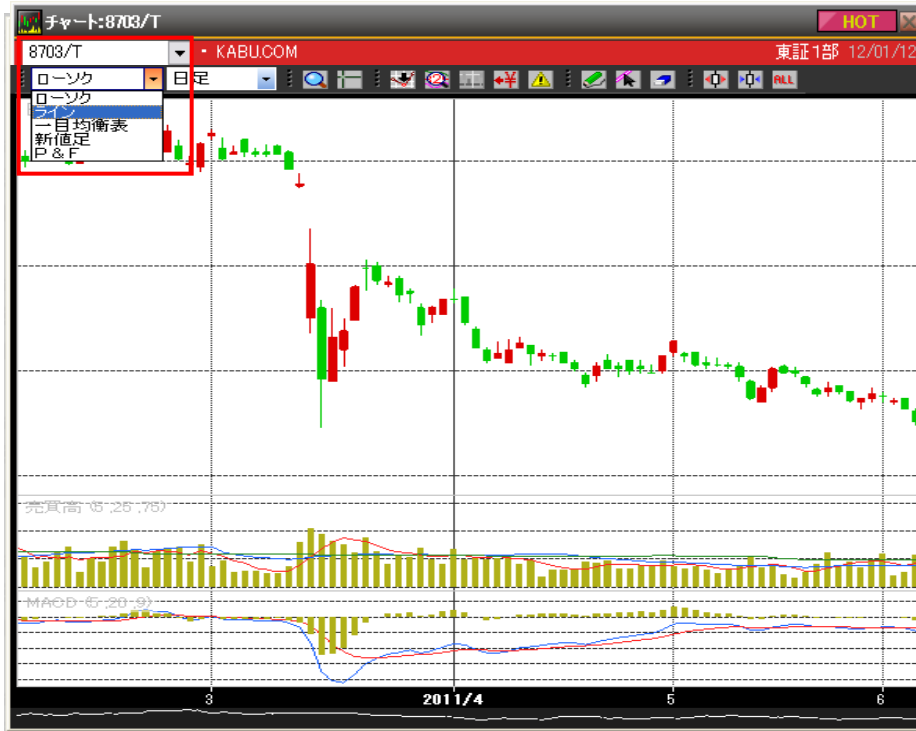 チャート:8703/T
HOT
8703/T
・ KABU.COM
東証1部 12/01/12
ローソク
日足
ALL
ローソク
ライン
一目均衡表
新値足
P&F
売買高 (5 ,25 ,75)
MACD (5 ,20 ,9)
3
2011/4
5
6